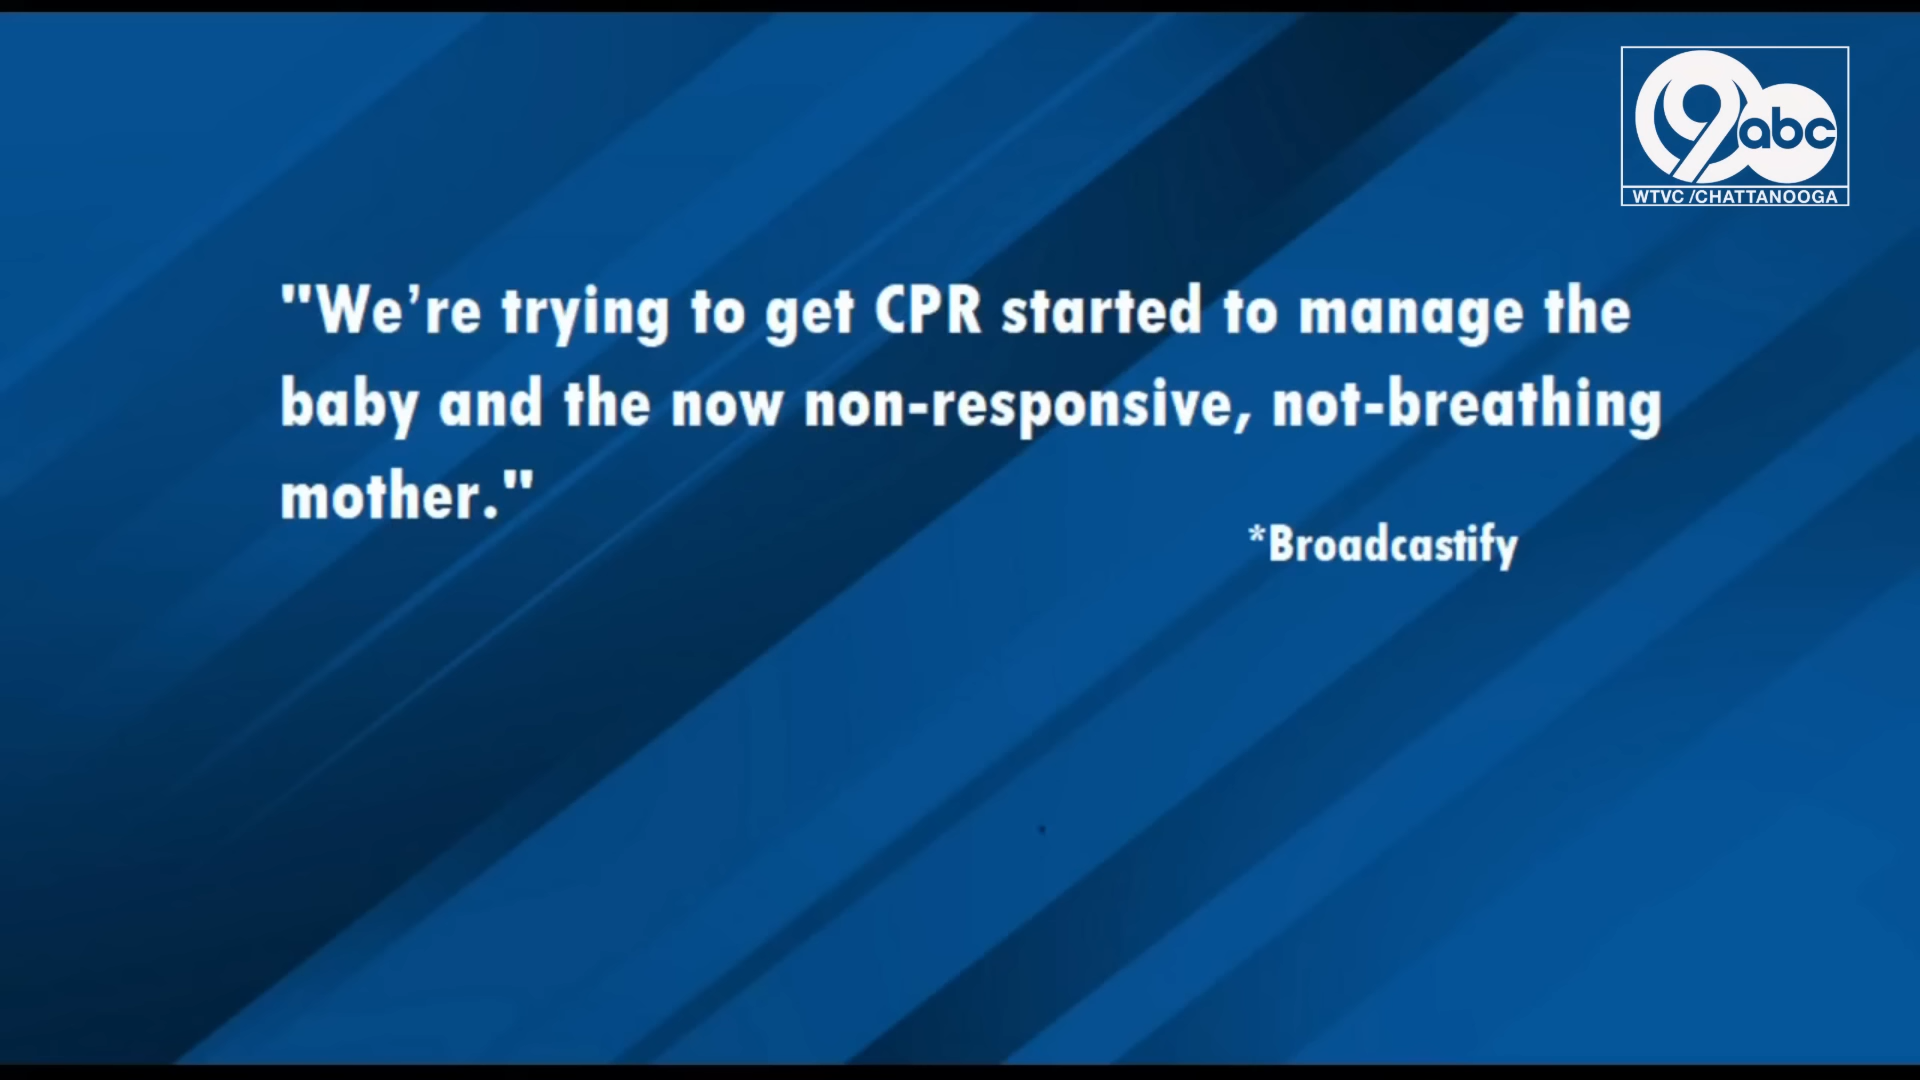 9abc
WTVC /CHATTANOOGA
"We’re trying to get CPR started to manage the
baby and the now non-responsive, not-breathing
mother."
*Broadcastify